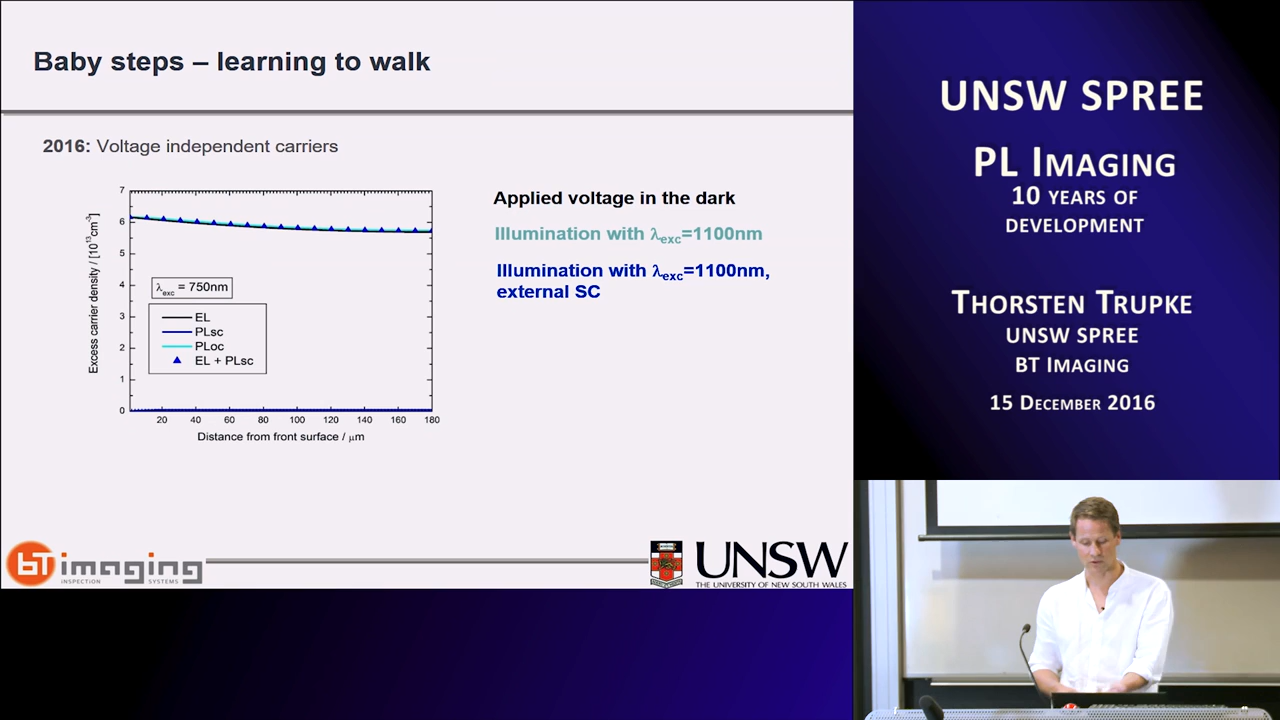 Baby steps – learning to walk
2016: Voltage independent carriers
7
6
5
4
3
2
1
0
Excess carrier density / [10¹³cm⁻³]
λexc = 750nm
EL
PLsc
PLoc
EL + PLsc
20 40 60 80 100 120 140 160 180
Distance from front surface / μm
Applied voltage in the dark
Illumination with λexc=1100nm
Illumination with λexc=1100nm,
external SC
bT imaging
INSPECTION SYSTEMS
UNSW
THE UNIVERSITY OF NEW SOUTH WALES
UNSW SPREE
PL IMAGING
10 YEARS OF
DEVELOPMENT
THORSTEN TRUPKE
UNSW SPREE
BT IMAGING
15 DECEMBER 2016